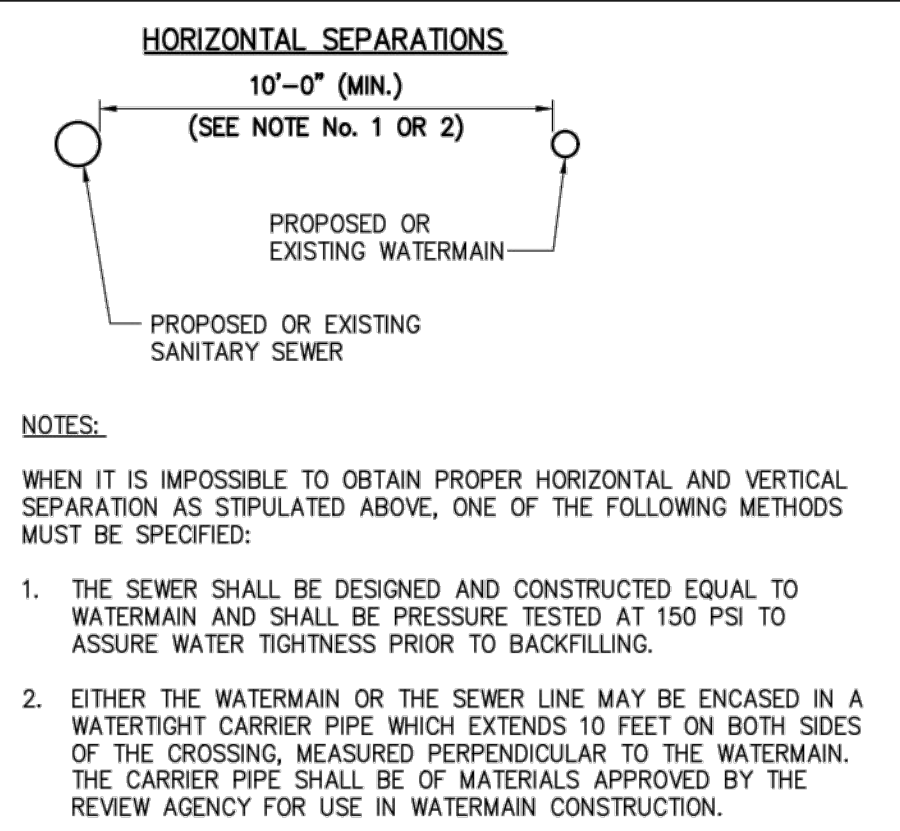 HORIZONTAL SEPARATIONS
10'-0" (MIN.)
(SEE NOTE No. 1 OR 2)
PROPOSED OR
EXISTING WATERMAIN
PROPOSED OR EXISTING
SANITARY SEWER
NOTES:
WHEN IT IS IMPOSSIBLE TO OBTAIN PROPER HORIZONTAL AND VERTICAL
SEPARATION AS STIPULATED ABOVE, ONE OF THE FOLLOWING METHODS
MUST BE SPECIFIED:
1. THE SEWER SHALL BE DESIGNED AND CONSTRUCTED EQUAL TO
WATERMAIN AND SHALL BE PRESSURE TESTED AT 150 PSI TO
ASSURE WATER TIGHTNESS PRIOR TO BACKFILLING.
2. EITHER THE WATERMAIN OR THE SEWER LINE MAY BE ENCASED IN A
WATERTIGHT CARRIER PIPE WHICH EXTENDS 10 FEET ON BOTH SIDES
OF THE CROSSING, MEASURED PERPENDICULAR TO THE WATERMAIN.
THE CARRIER PIPE SHALL BE OF MATERIALS APPROVED BY THE
REVIEW AGENCY FOR USE IN WATERMAIN CONSTRUCTION.